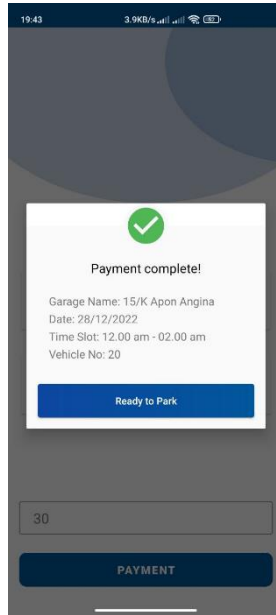 19:43
3.9KB/s
Payment complete!
Garage Name: 15/K Apon Angina
Date: 28/12/2022
Time Slot: 12.00 am - 02.00 am
Vehicle No: 20
Ready to Park
30
PAYMENT